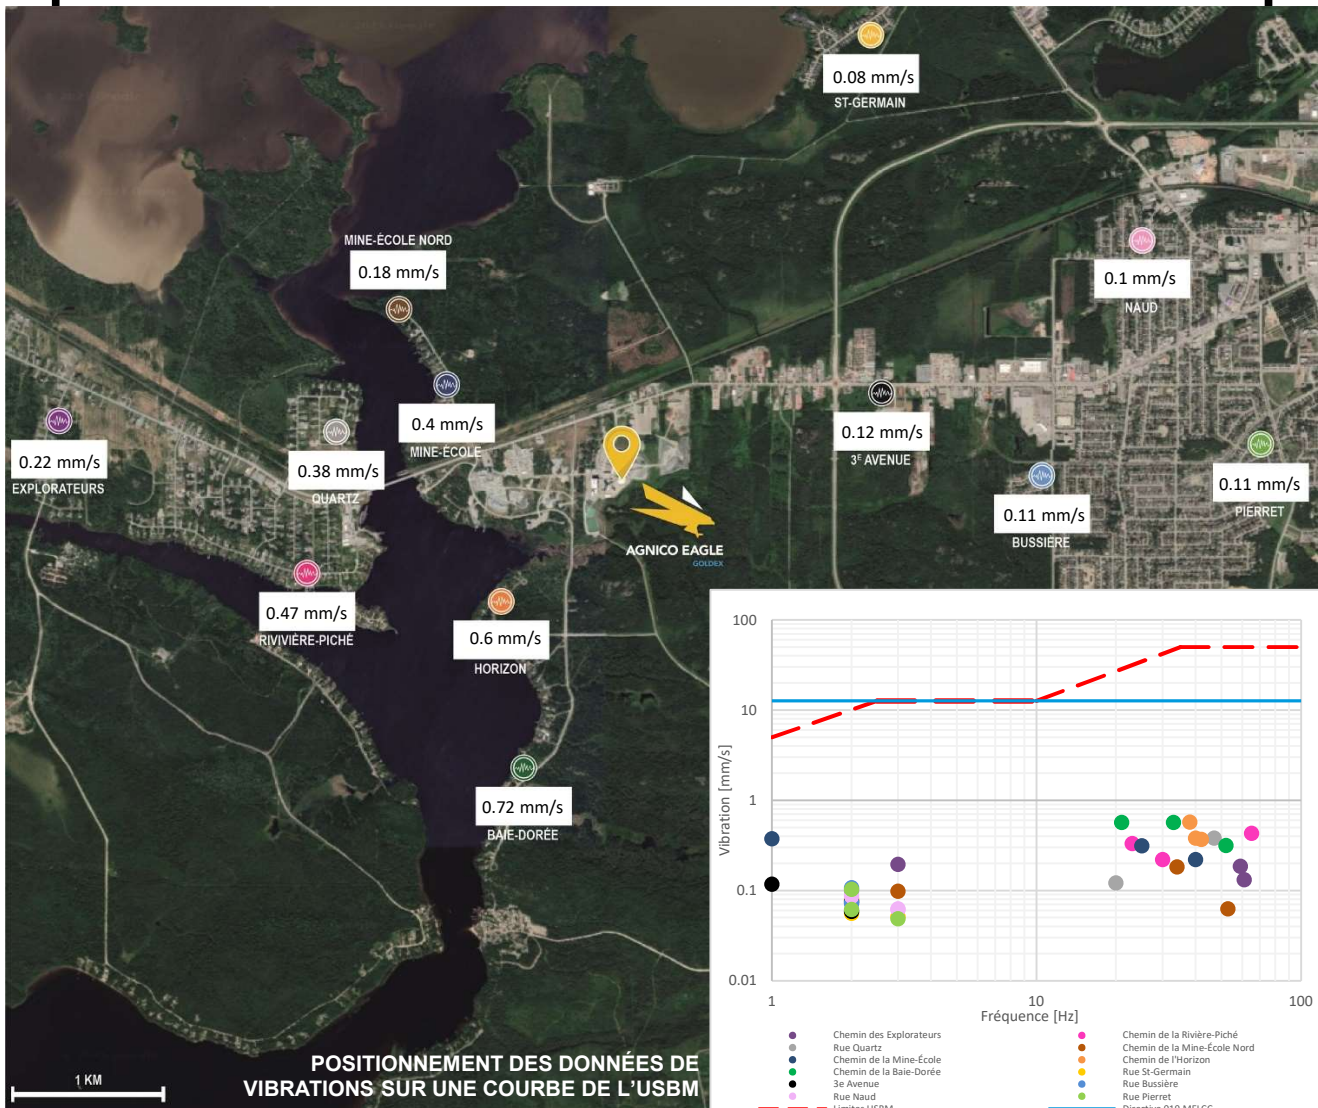 0.08 mm/s
ST-GERMAIN
MINE-ÉCOLE NORD
0.18 mm/s
0.1 mm/s
NAUD
0.4 mm/s
MINE-ÉCOLE
0.12 mm/s
3E AVENUE
0.22 mm/s
EXPLORATEURS
0.38 mm/s
QUARTZ
0.11 mm/s
PIERRET
0.11 mm/s
BUSSIÈRE
AGNICO EAGLE
GOLDEX
0.47 mm/s
RIVIVIÈRE-PICHÉ
0.6 mm/s
HORIZON
0.72 mm/s
BAIE-DORÉE
100
10
1
0.1
0.01
Vibration [mm/s]
1
10
100
Fréquence [Hz]
Chemin des Explorateurs
Chemin de la Rivière-Piché
Rue Quartz
Chemin de la Mine-École Nord
Chemin de la Mine-École
Chemin de l'Horizon
Chemin de la Baie-Dorée
Rue St-Germain
3e Avenue
Rue Bussière
Rue Naud
Rue Pierret
Limites USBM
Directive 019 MELCC
POSITIONNEMENT DES DONNÉES DE
VIBRATIONS SUR UNE COURBE DE L'USBM
1 KM